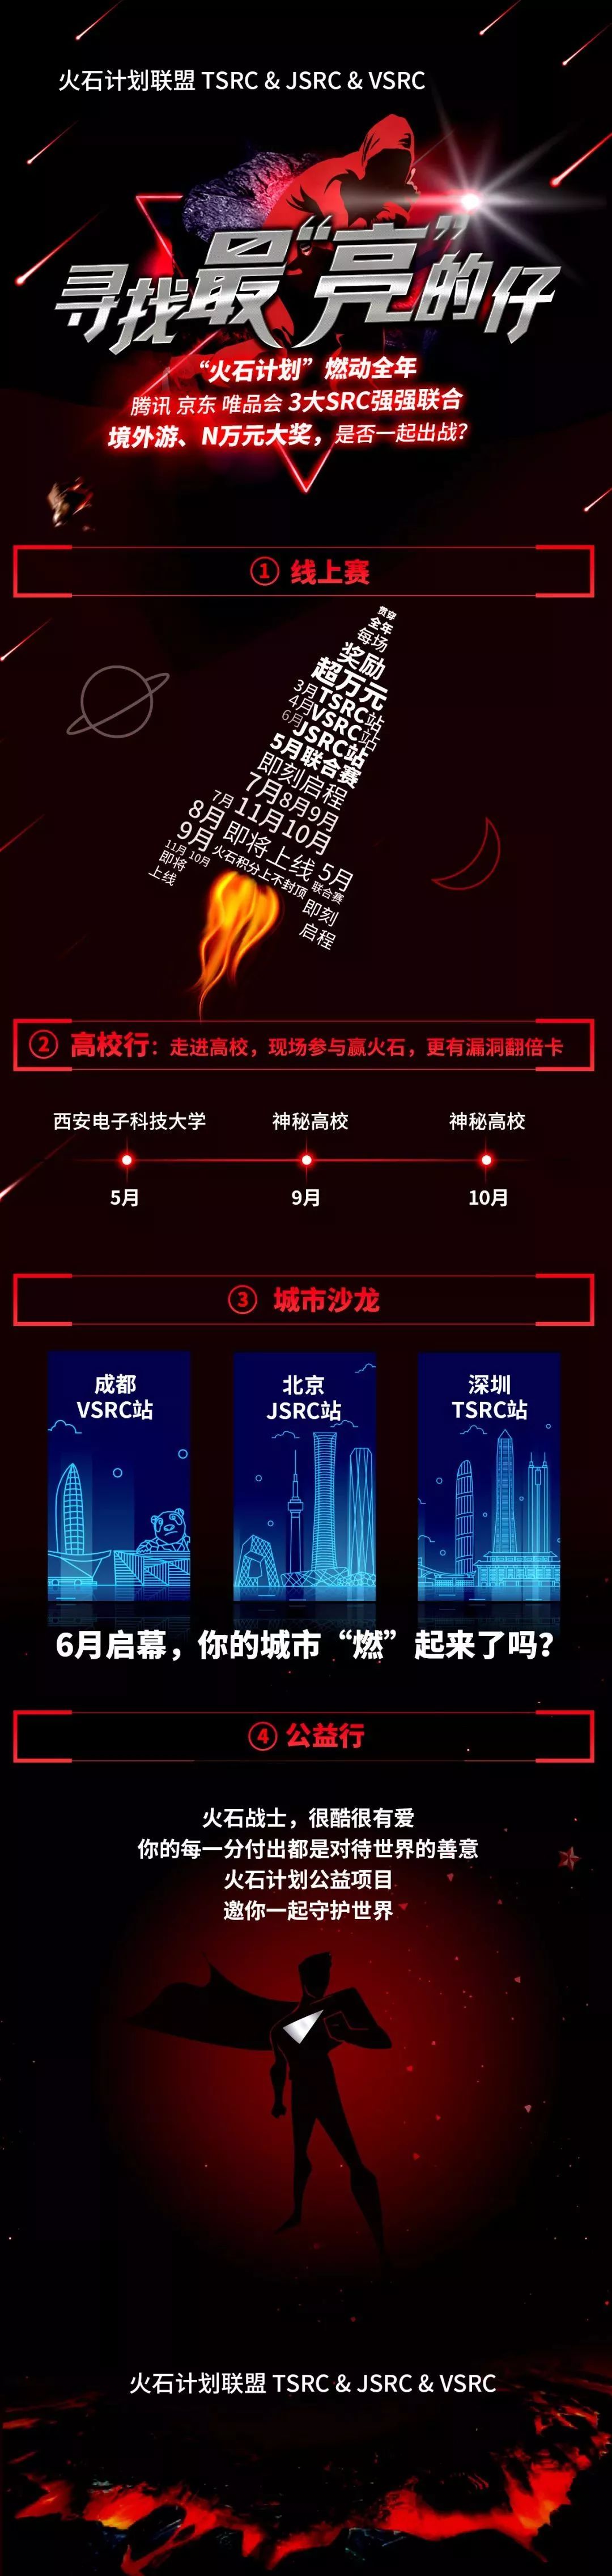 火石计划联盟 TSRC & JSRC & VSRC
寻找最“亮”的仔
“火石计划”燃动全年
腾讯 京东 唯品会 3大SRC强强联合
境外游、N万元大奖，是否一起出战？
① 线上赛
贯穿
全年
每场
奖励
超万元
3月TSRC站
4月VSRC站
6月JSRC站
5月联合赛
即刻启程
7月8月9月
7月11月10月
8月即将上线 5月
9月火石积分上不封顶 联合赛
11月 10月
即将
上线
即刻
启程
② 高校行：走进高校，现场参与赢火石，更有漏洞翻倍卡
西安电子科技大学 神秘高校 神秘高校
5月 9月 10月
③ 城市沙龙
成都 北京 深圳
VSRC站 JSRC站 TSRC站
6月启幕，你的城市“燃”起来了吗？
④ 公益行
火石战士，很酷很有爱
你的每一分付出都是对待世界的善意
火石计划公益项目
邀你一起守护世界
火石计划联盟 TSRC & JSRC & VSRC